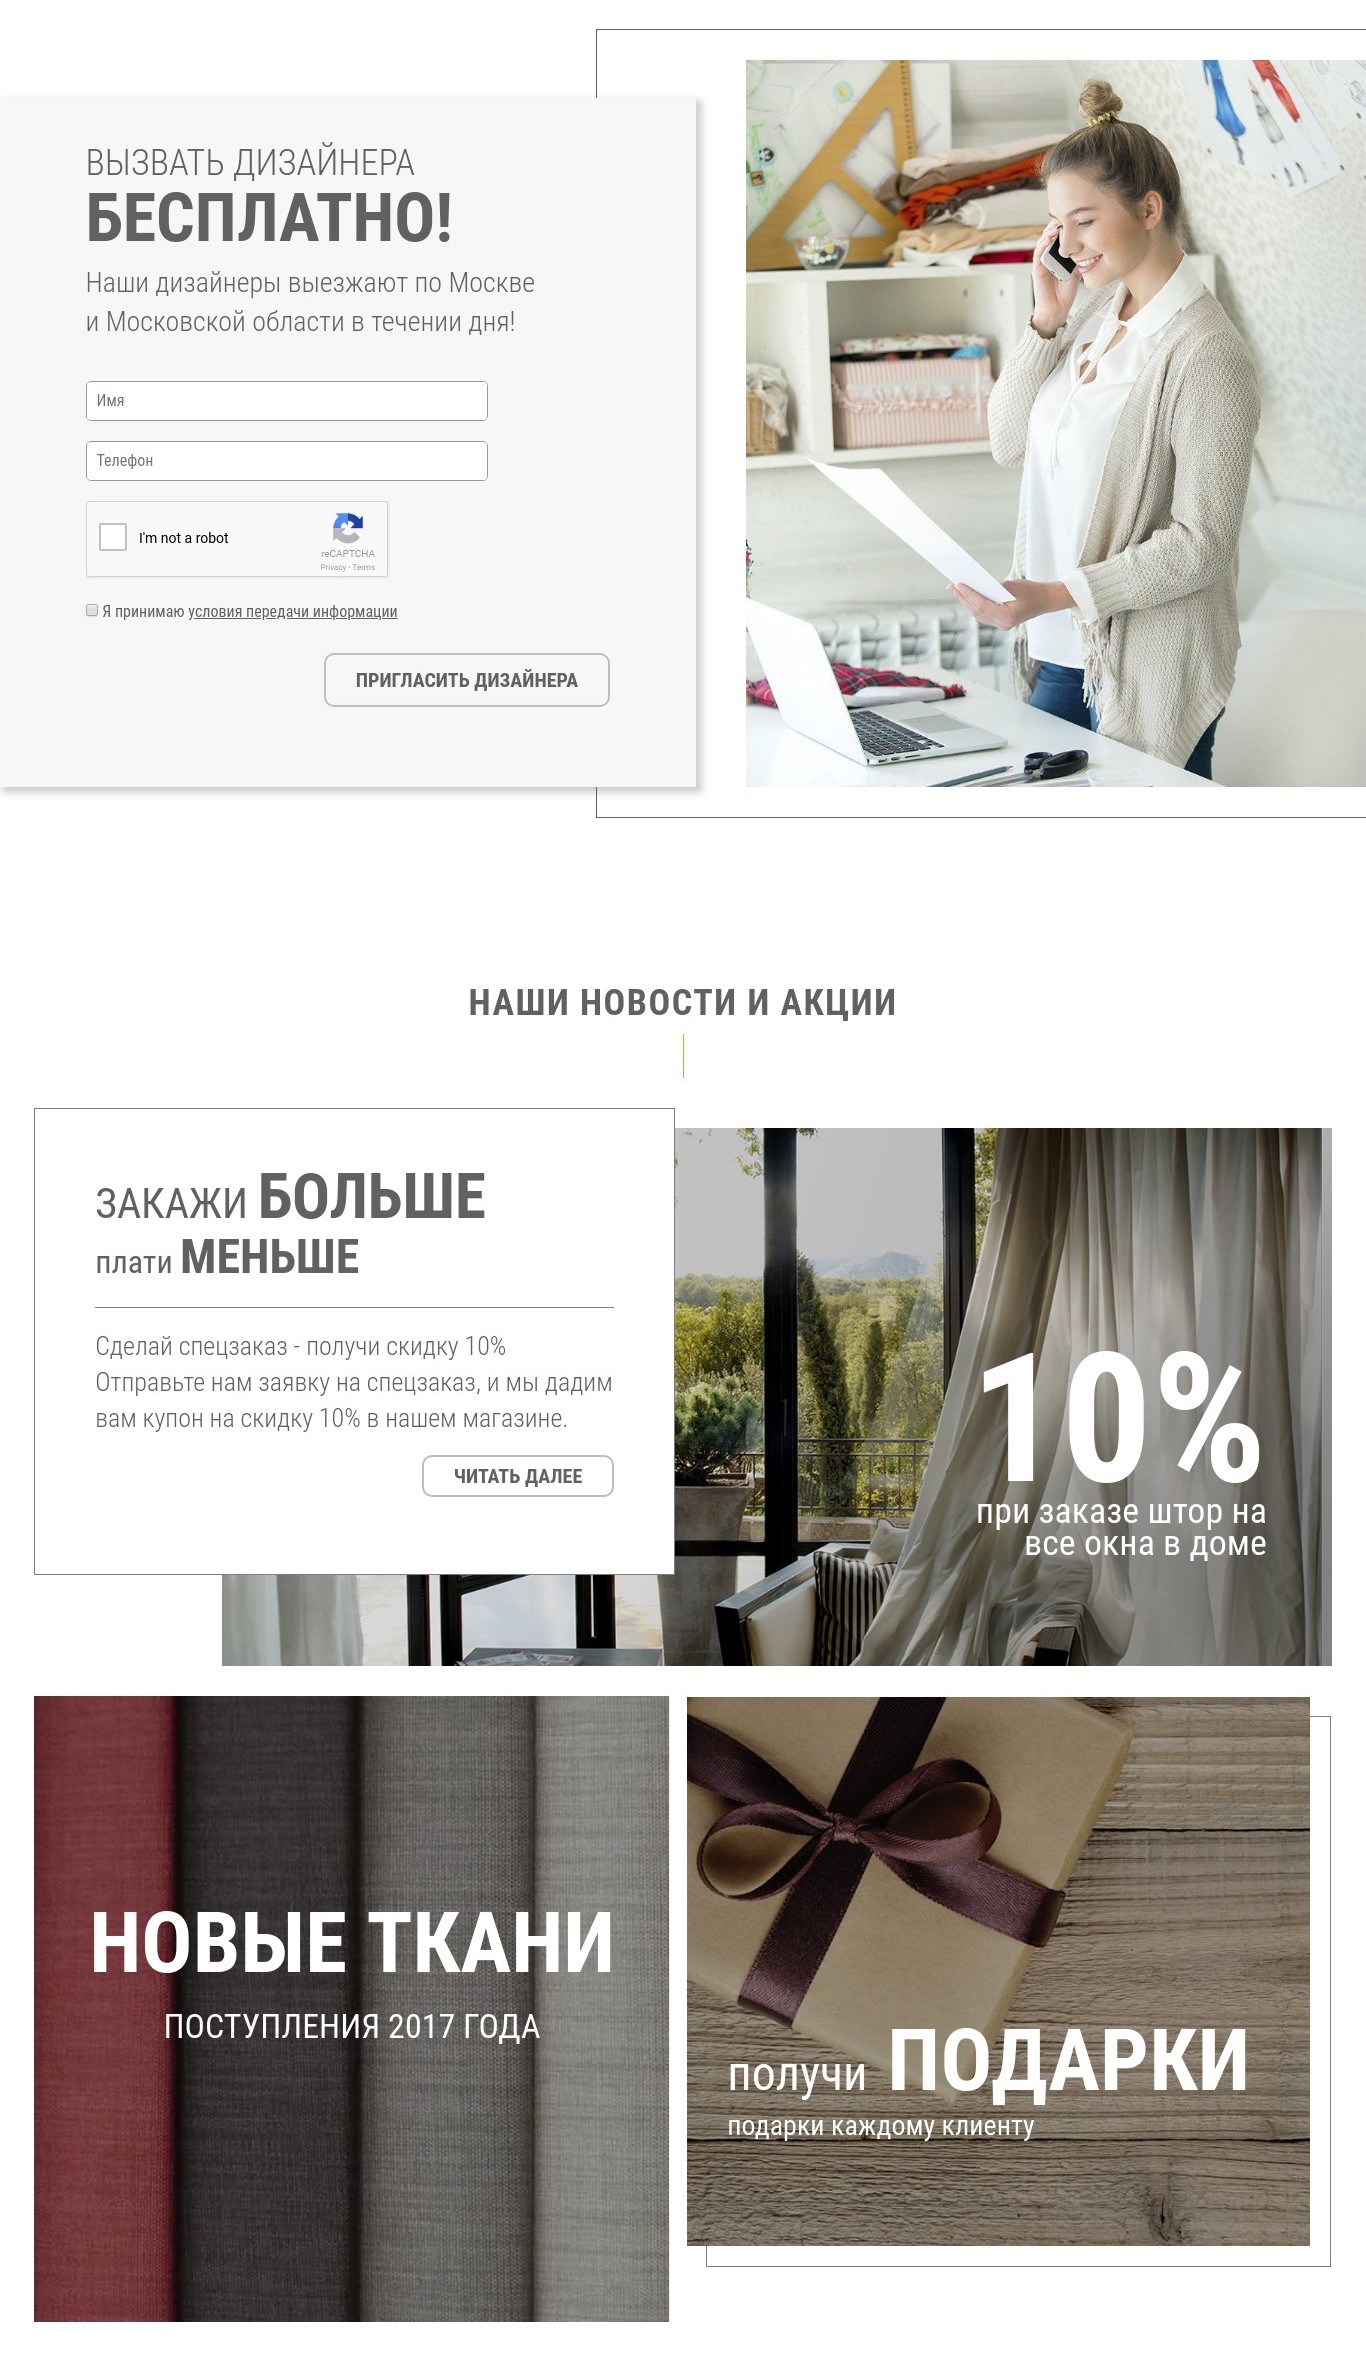 ВЫЗВАТЬ ДИЗАЙНЕРА
БЕСПЛАТНО!
Наши дизайнеры выезжают по Москве
и Московской области в течении дня!
Имя
Телефон
I'm not a robot
reCAPTCHA
Privacy - Terms
Я принимаю условия передачи информации
ПРИГЛАСИТЬ ДИЗАЙНЕРА
НАШИ НОВОСТИ И АКЦИИ
ЗАКАЖИ БОЛЬШЕ
плати МЕНЬШЕ
Сделай спецзаказ - получи скидку 10%
Отправьте нам заявку на спецзаказ, и мы дадим
вам купон на скидку 10% в нашем магазине.
ЧИТАТЬ ДАЛЕЕ
10%
при заказе штор на
все окна в доме
НОВЫЕ ТКАНИ
ПОСТУПЛЕНИЯ 2017 ГОДА
получи ПОДАРКИ
подарки каждому клиенту